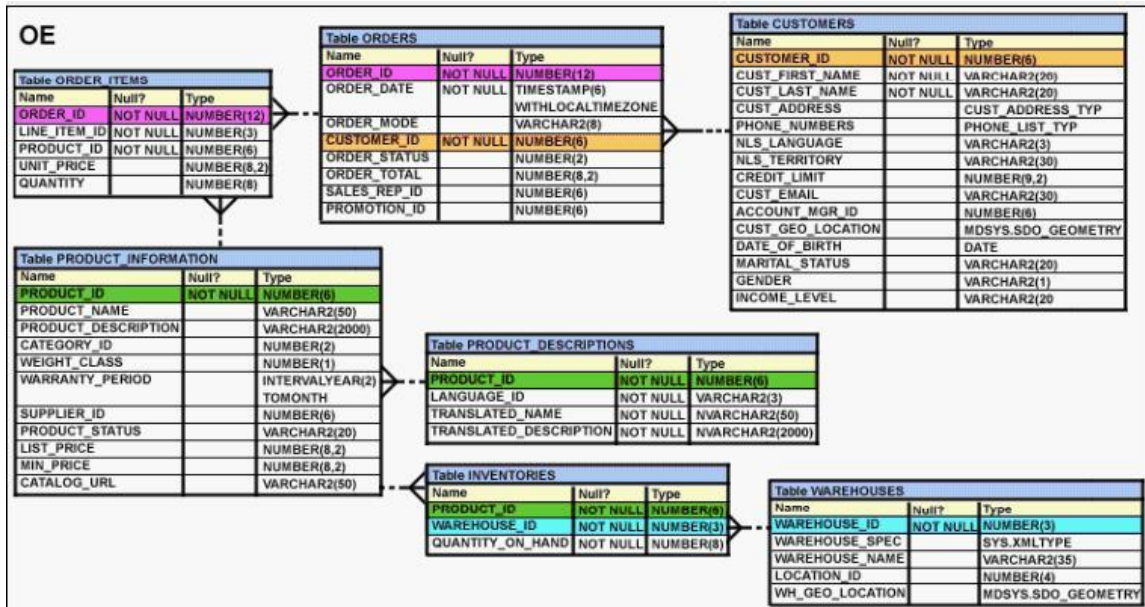 OE
Table ORDER_ITEMS
Name Null? Type
ORDER_ID NOT NULL NUMBER(12)
LINE_ITEM_ID NOT NULL NUMBER(3)
PRODUCT_ID NOT NULL NUMBER(6)
UNIT_PRICE NUMBER(8,2)
QUANTITY NUMBER(8)
Table ORDERS
Name Null? Type
ORDER_ID NOT NULL NUMBER(12)
ORDER_DATE NOT NULL TIMESTAMP(6)
WITHLOCALTIMEZONE
ORDER_MODE VARCHAR2(8)
CUSTOMER_ID NOT NULL NUMBER(6)
ORDER_STATUS NUMBER(2)
ORDER_TOTAL NUMBER(8,2)
SALES_REP_ID NUMBER(6)
PROMOTION_ID NUMBER(6)
Table CUSTOMERS
Name Null? Type
CUSTOMER_ID NOT NULL NUMBER(6)
CUST_FIRST_NAME NOT NULL VARCHAR2(20)
CUST_LAST_NAME NOT NULL VARCHAR2(20)
CUST_ADDRESS CUST_ADDRESS_TYP
PHONE_NUMBERS PHONE_LIST_TYP
NLS_LANGUAGE VARCHAR2(3)
NLS_TERRITORY VARCHAR2(30)
CREDIT_LIMIT NUMBER(9,2)
CUST_EMAIL VARCHAR2(30)
ACCOUNT_MGR_ID NUMBER(6)
CUST_GEO_LOCATION MDSYS.SDO_GEOMETRY
DATE_OF_BIRTH DATE
MARITAL_STATUS VARCHAR2(20)
GENDER VARCHAR2(1)
INCOME_LEVEL VARCHAR2(20
Table PRODUCT_INFORMATION
Name Null? Type
PRODUCT_ID NOT NULL NUMBER(6)
PRODUCT_NAME VARCHAR2(50)
PRODUCT_DESCRIPTION VARCHAR2(2000)
CATEGORY_ID NUMBER(2)
WEIGHT_CLASS NUMBER(1)
WARRANTY_PERIOD INTERVALYEAR(2)
TOMONTH
SUPPLIER_ID NUMBER(6)
PRODUCT_STATUS VARCHAR2(20)
LIST_PRICE NUMBER(8,2)
MIN_PRICE NUMBER(8,2)
CATALOG_URL VARCHAR2(50)
Table PRODUCT_DESCRIPTIONS
Name Null? Type
PRODUCT_ID NOT NULL NUMBER(6)
LANGUAGE_ID NOT NULL VARCHAR2(3)
TRANSLATED_NAME NOT NULL NVARCHAR2(50)
TRANSLATED_DESCRIPTION NOT NULL NVARCHAR2(2000)
Table INVENTORIES
Name Null? Type
PRODUCT_ID NOT NULL NUMBER(6)
WAREHOUSE_ID NOT NULL NUMBER(3)
QUANTITY_ON_HAND NOT NULL NUMBER(8)
Table WAREHOUSES
Name Null? Type
WAREHOUSE_ID NOT NULL NUMBER(3)
WAREHOUSE_SPEC SYS.XMLTYPE
WAREHOUSE_NAME VARCHAR2(35)
LOCATION_ID NUMBER(4)
WH_GEO_LOCATION MDSYS.SDO_GEOMETRY